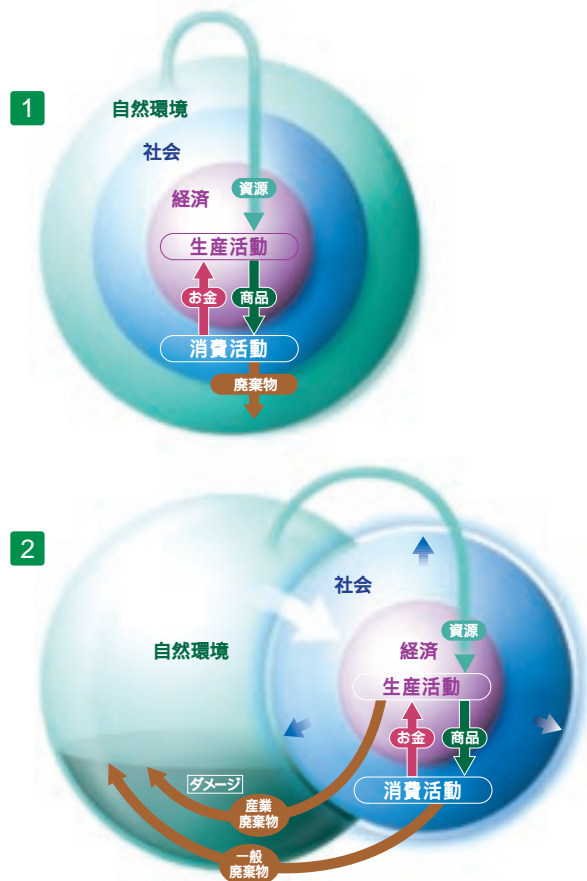 1
自然環境
社会
経済
資源
生産活動
お金
商品
消費活動
廃棄物
2
社会
自然環境
資源
経済
生産活動
お金
商品
消費活動
ダメージ
産業
廃棄物
一般
廃棄物